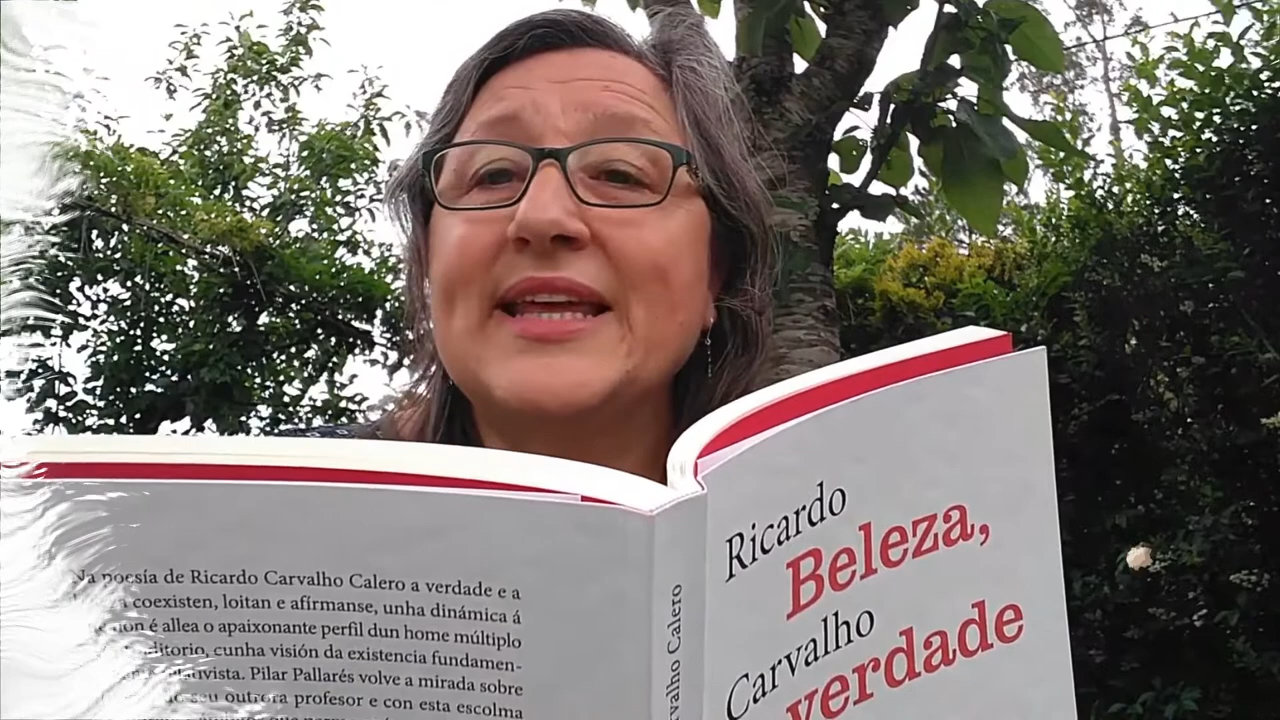 Na poesía de Ricardo Carvalho Calero a verdade e a
coexisten, loitan e afírmanse, unha dinámica á
non é allea o apaixonante perfil dun home múltiplo
cunha visión da existencia fundamen-
Pilar Pallarés volve a mirada sobre
seu outrora profesor e con esta escolma
Calero
Ricardo
Beleza,
Carvalho
verdade